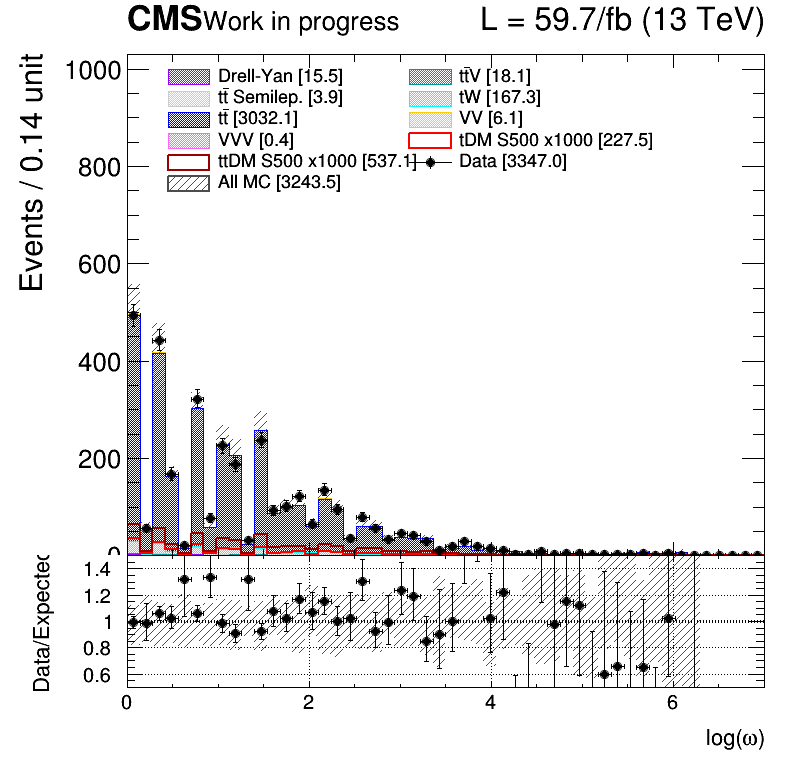 CMS Work in progress L = 59.7/fb (13 TeV)
Events / 0.14 unit
1000
800
600
400
200
0
Drell-Yan [15.5]
tt̄V [18.1]
tt̄ Semilep. [3.9]
tW [167.3]
tt̄ [3032.1]
VV [6.1]
VVV [0.4]
tDM S500 x1000 [227.5]
ttDM S500 x1000 [537.1]
Data [3347.0]
All MC [3243.5]
Data/Expected
1.4
1.2
1
0.8
0.6
0 2 4 6
log(ω)